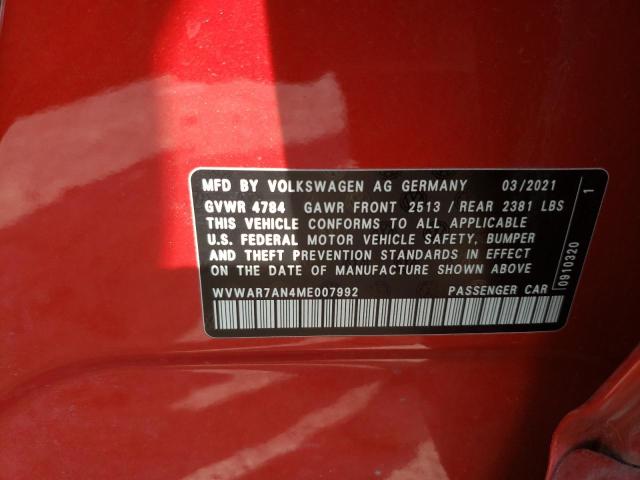 MFD BY VOLKSWAGEN AG GERMANY 03/2021
GVWR 4784 GAWR FRONT 2513 / REAR 2381 LBS
THIS VEHICLE CONFORMS TO ALL APPLICABLE
U.S. FEDERAL MOTOR VEHICLE SAFETY, BUMPER
AND THEFT PREVENTION STANDARDS IN EFFECT
ON THE DATE OF MANUFACTURE SHOWN ABOVE
WVWAR7AN4ME007992 PASSENGER CAR
0910320 1